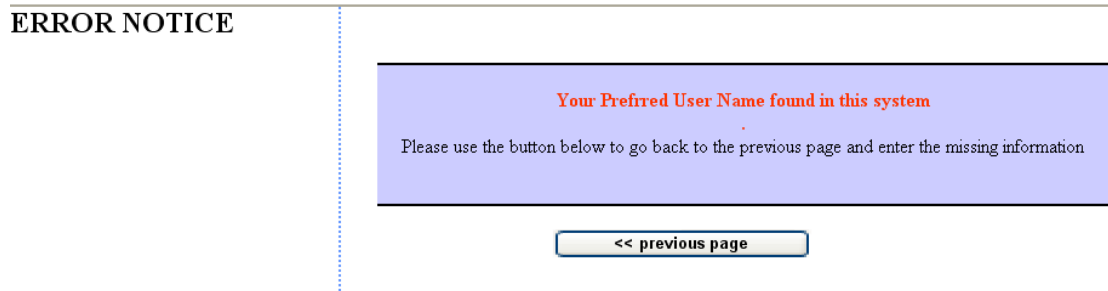 ERROR NOTICE
Your Prefrred User Name found in this system
.
Please use the button below to go back to the previous page and enter the missing information
<< previous page